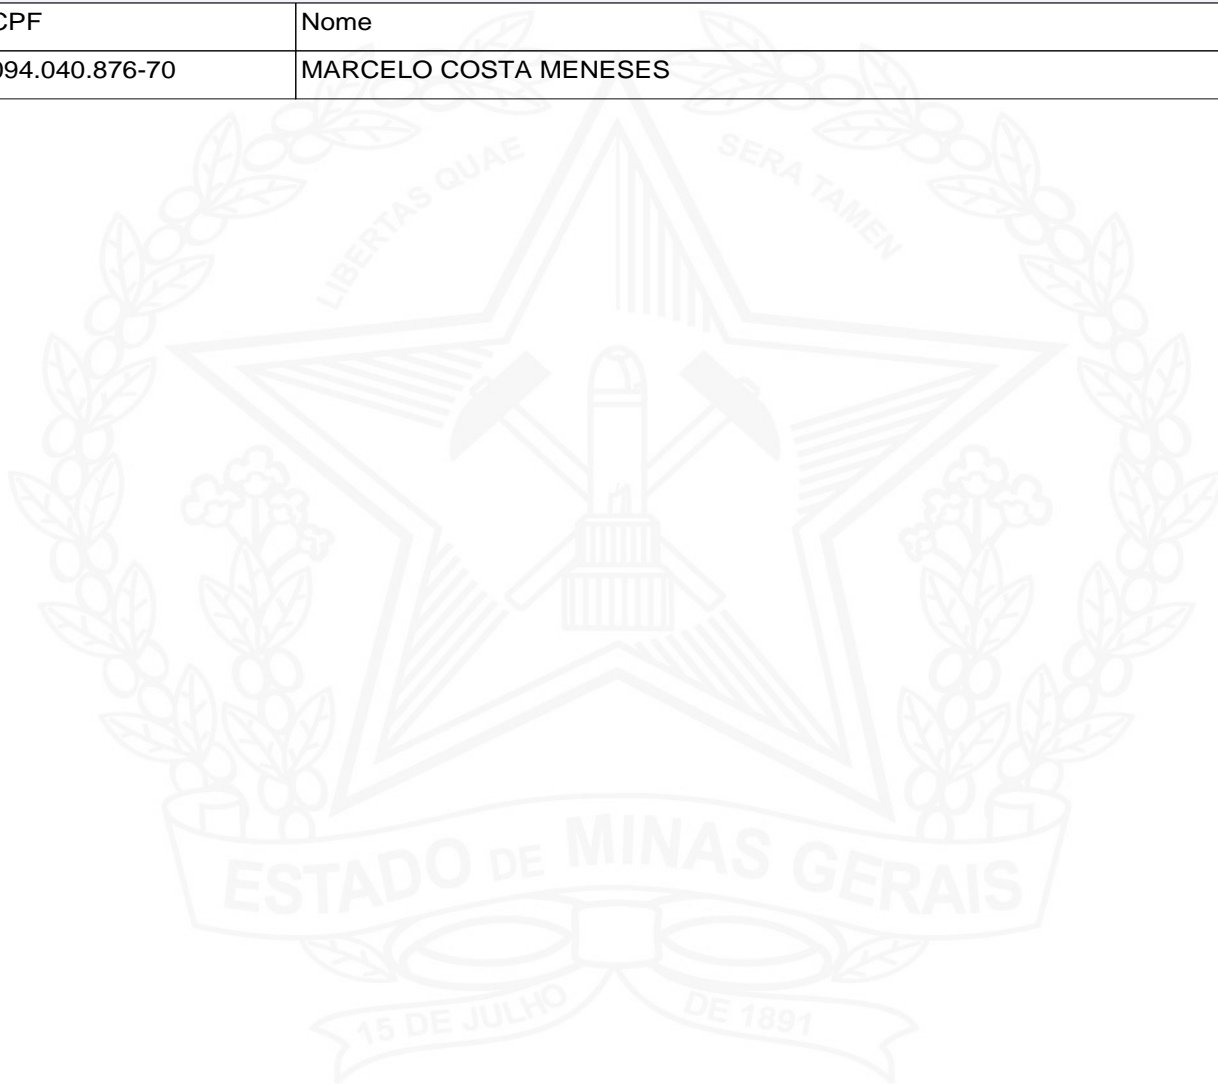 CPF Nome
094.040.876-70 MARCELO COSTA MENESES
LIBERTAS QUAE SERA TAMEN
ESTADO DE MINAS GERAIS
15 DE JULHO DE 1891